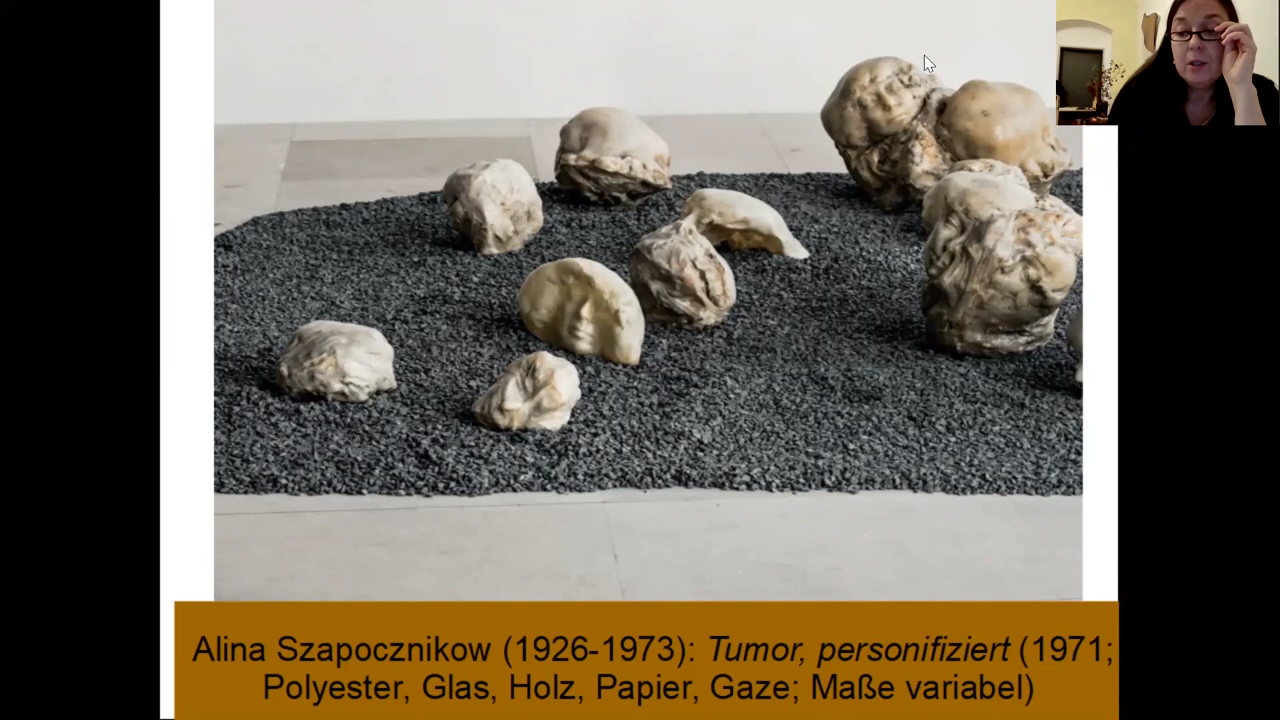 Alina Szapocznikow (1926-1973): Tumor, personifiziert (1971;
Polyester, Glas, Holz, Papier, Gaze; Maße variabel)